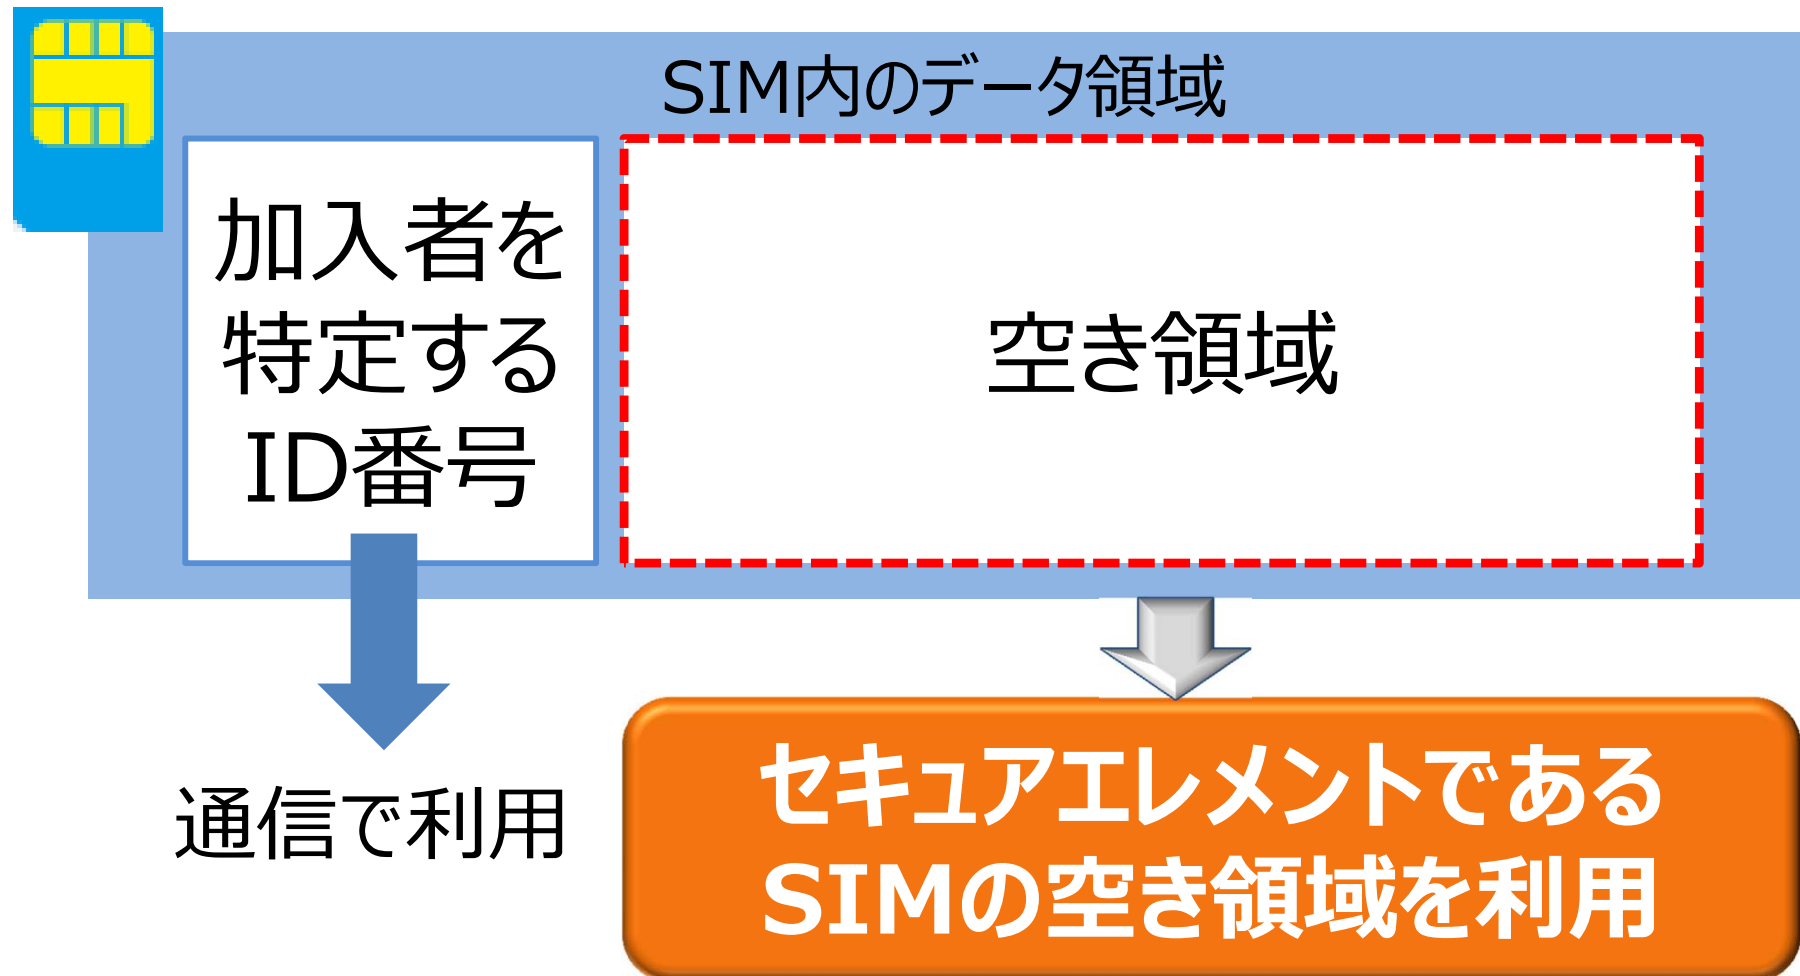 SIM内のデータ領域
加入者を
特定する
ID番号
空き領域
通信で利用
セキュアエレメントである
SIMの空き領域を利用